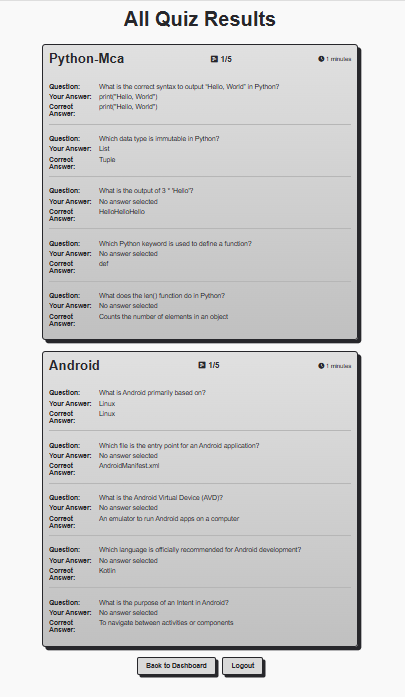 All Quiz Results
Python-Mca 1/5 1 minutes
Question: What is the correct syntax to output "Hello, World" in Python?
Your Answer: print("Hello, World")
Correct Answer: print("Hello, World")
Question: Which data type is immutable in Python?
Your Answer: List
Correct Answer: Tuple
Question: What is the output of 3 * 'Hello'?
Your Answer: No answer selected
Correct Answer: HelloHelloHello
Question: Which Python keyword is used to define a function?
Your Answer: No answer selected
Correct Answer: def
Question: What does the len() function do in Python?
Your Answer: No answer selected
Correct Answer: Counts the number of elements in an object
Android 1/5 1 minutes
Question: What is Android primarily based on?
Your Answer: Linux
Correct Answer: Linux
Question: Which file is the entry point for an Android application?
Your Answer: No answer selected
Correct Answer: AndroidManifest.xml
Question: What is the Android Virtual Device (AVD)?
Your Answer: No answer selected
Correct Answer: An emulator to run Android apps on a computer
Question: Which language is officially recommended for Android development?
Your Answer: No answer selected
Correct Answer: Kotlin
Question: What is the purpose of an Intent in Android?
Your Answer: No answer selected
Correct Answer: To navigate between activities or components
Back to Dashboard Logout